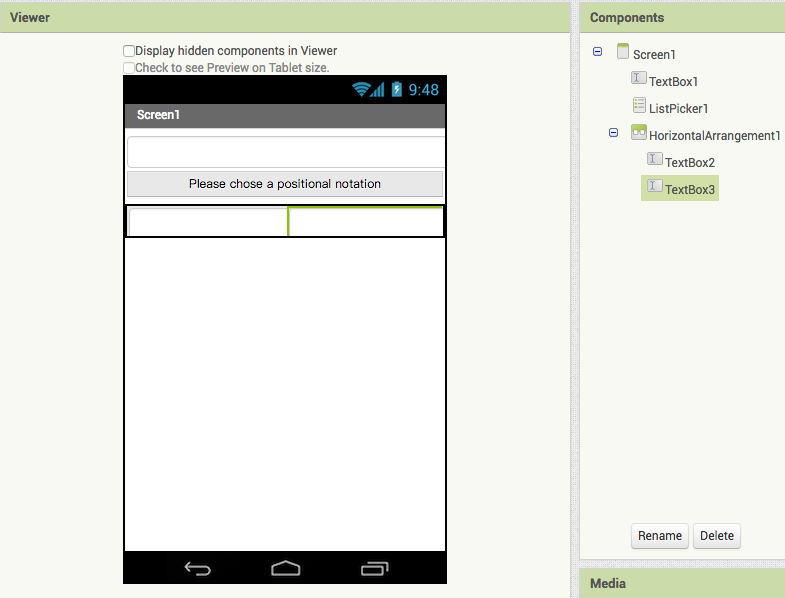 Viewer
Components
Display hidden components in Viewer
Check to see Preview on Tablet size.
9:48
Screen1
Please chose a positional notation
Screen1
TextBox1
ListPicker1
HorizontalArrangement1
TextBox2
TextBox3
Rename
Delete
Media